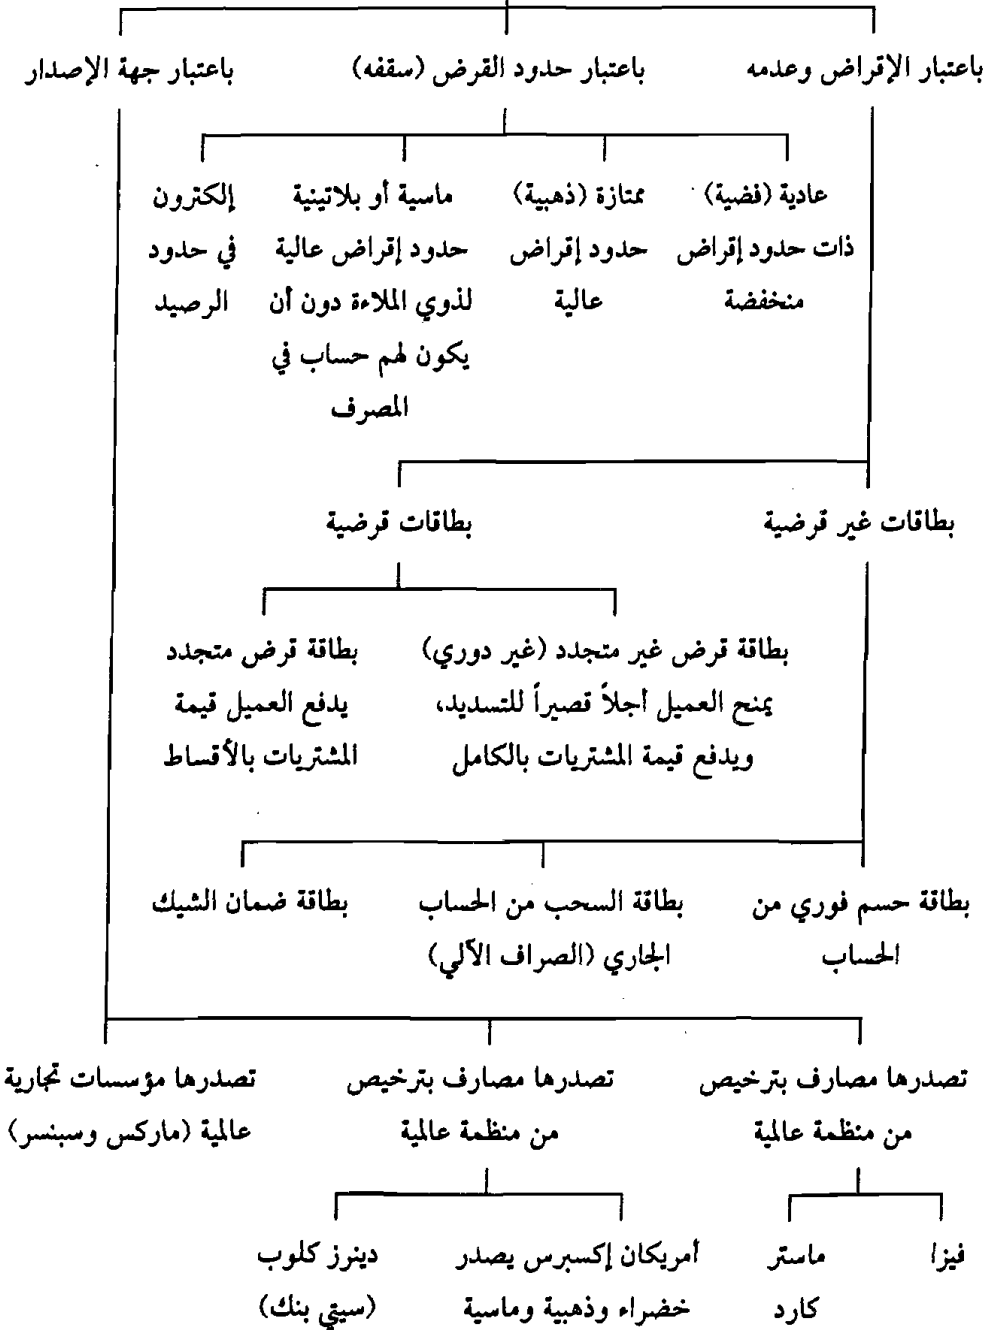 باعتبار الإقراض وعدمه
باعتبار حدود القرض (سقفه)
باعتبار جهة الإصدار
عادية (فضية)
ذات حدود إقراض
منخفضة
ممتازة (ذهبية)
حدود إقراض
عالية
ماسية أو بلاتينية
حدود إقراض عالية
لذوي الملاءة دون أن
يكون لهم حساب في
المصرف
إلكترون
في حدود
الرصيد
بطاقات غير قرضية
بطاقات قرضية
بطاقة قرض غير متجدد (غير دوري)
يمنح العميل أجلاً قصيراً للتسديد،
ويدفع قيمة المشتريات بالكامل
بطاقة قرض متجدد
يدفع العميل قيمة
المشتريات بالأقساط
بطاقة حسم فوري من
الحساب
بطاقة السحب من الحساب
الجاري (الصراف الآلي)
بطاقة ضمان الشيك
تصدرها مصارف بترخيص
من منظمة عالمية
تصدرها مصارف بترخيص
من منظمة عالمية
تصدرها مؤسسات تجارية
عالمية (ماركس وسبنسر)
فيزا
ماستر
كارد
أمريكان إكسبرس يصدر
خضراء وذهبية وماسية
دينرز كلوب
(سيتي بنك)